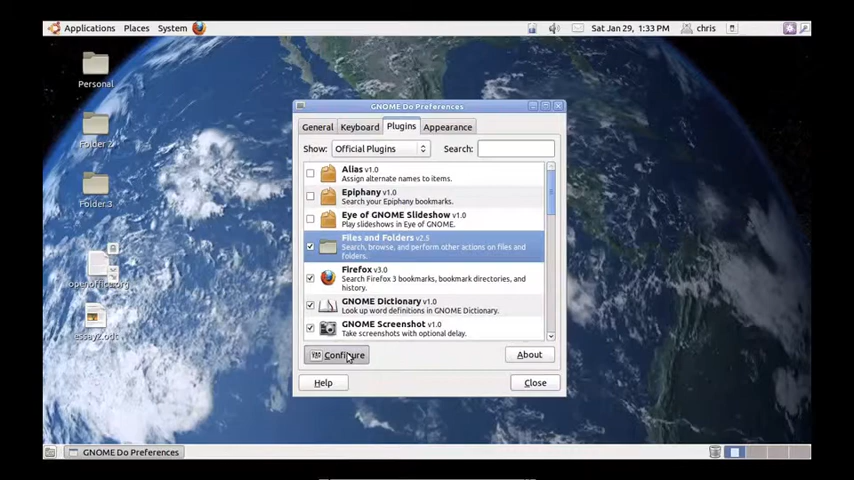 Applications Places System
Sat Jan 29, 1:33 PM
chris
Personal
Folder 2
Folder 3
openoffice.org
essay2.odt
GNOME Do Preferences
General Keyboard Plugins Appearance
Show: Official Plugins Search:
Alias v1.0
Assign alternate names to items.
Epiphany v1.0
Search your Epiphany bookmarks.
Eye of GNOME Slideshow v1.0
Play slideshows in Eye of GNOME.
Files and Folders v2.5
Search, browse, and perform other actions on files and
folders.
Firefox v3.0
Search Firefox 3 bookmarks, bookmark directories, and
history.
GNOME Dictionary v1.0
Look up word definitions in GNOME Dictionary.
GNOME Screenshot v1.0
Take screenshots with optional delay.
Configure About
Help Close
GNOME Do Preferences